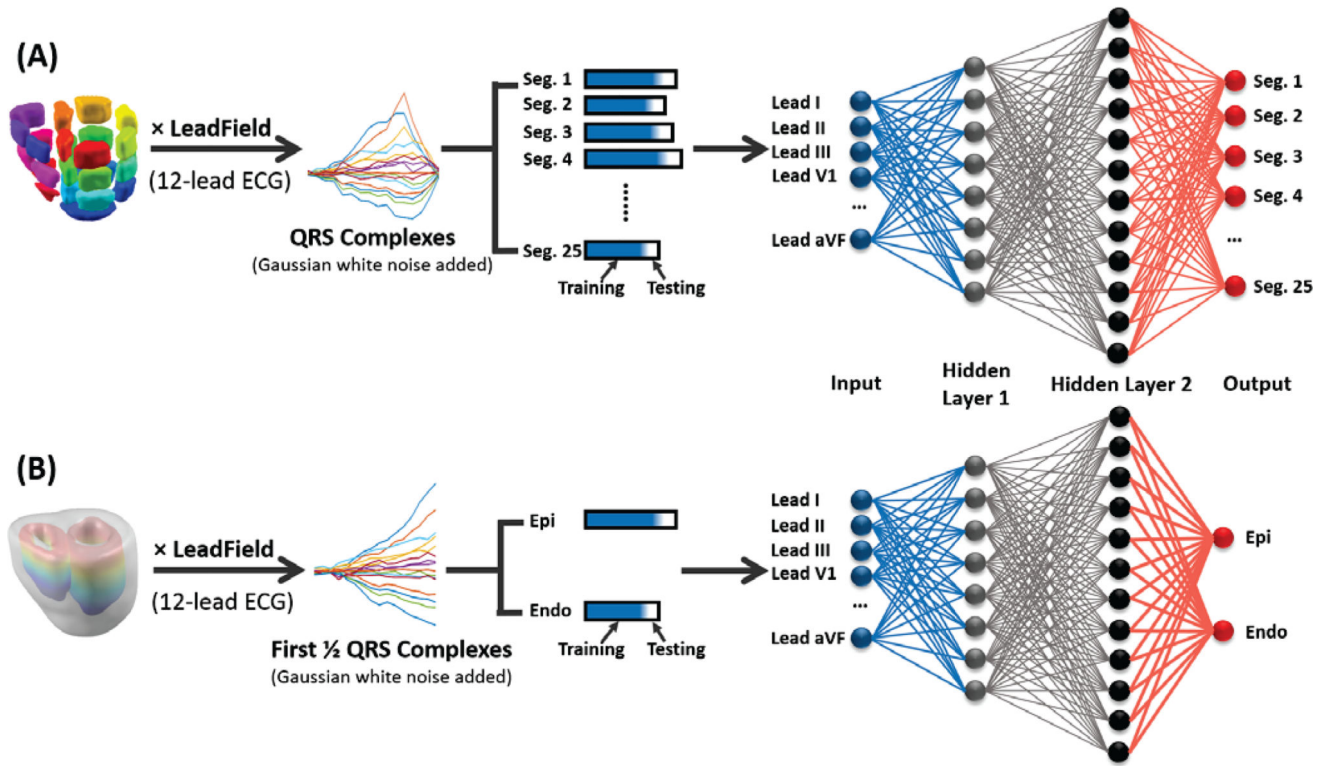 (A)
× LeadField
(12-lead ECG)
QRS Complexes
(Gaussian white noise added)
Seg. 1
Seg. 2
Seg. 3
Seg. 4
Seg. 25
Training
Testing
Lead I
Lead II
Lead III
Lead V1
...
Lead aVF
Seg. 1
Seg. 2
Seg. 3
Seg. 4
...
Seg. 25
Input
Hidden
Layer 1
Hidden Layer 2
Output
(B)
× LeadField
(12-lead ECG)
First ½ QRS Complexes
(Gaussian white noise added)
Epi
Endo
Training
Testing
Lead I
Lead II
Lead III
Lead V1
...
Lead aVF
Epi
Endo